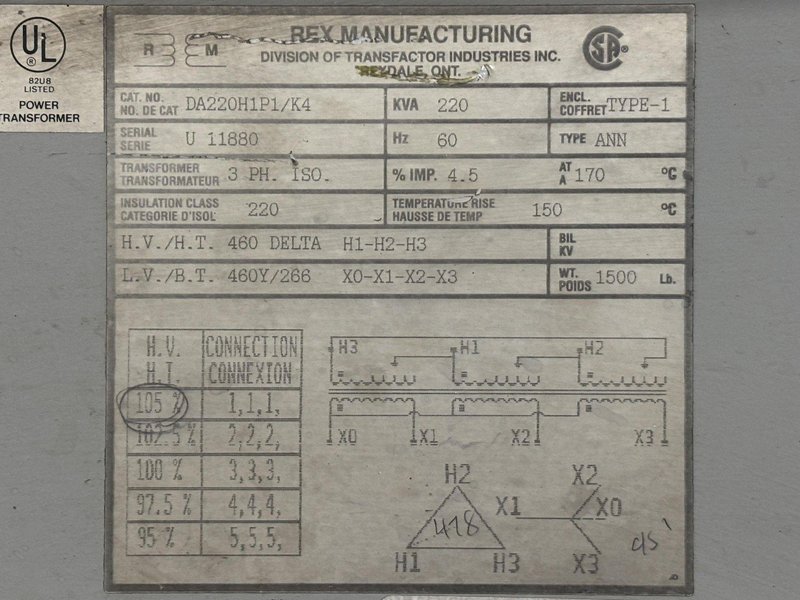 UL
®
82U8
LISTED
POWER
TRANSFORMER
R M
REX MANUFACTURING
DIVISION OF TRANSFACTOR INDUSTRIES INC.
REXDALE, ONT.
CSA ®
CAT. NO. DA220H1P1/K4 KVA 220 ENCL. TYPE-1
NO. DE CAT COFFRET
SERIAL U 11880 Hz 60 TYPE ANN
SERIE
TRANSFORMER 3 PH. ISO. % IMP. 4.5 AT 170 °C
TRANSFORMATEUR A
INSULATION CLASS 220 TEMPERATURE RISE 150 °C
CATEGORIE D'ISOL HAUSSE DE TEMP
H.V./H.T. 460 DELTA H1-H2-H3 BIL
KV
L.V./B.T. 460Y/266 X0-X1-X2-X3 WT. 1500 Lb.
POIDS
H.V. CONNECTION
H.T. CONNEXION
105 % 1,1,1,
102.5 % 2,2,2,
100 % 3,3,3,
97.5 % 4,4,4,
95 % 5,5,5,
H3 H1 H2
X0 X1 X2 X3
H2 X2
X1 X0
478
H1 H3 X3